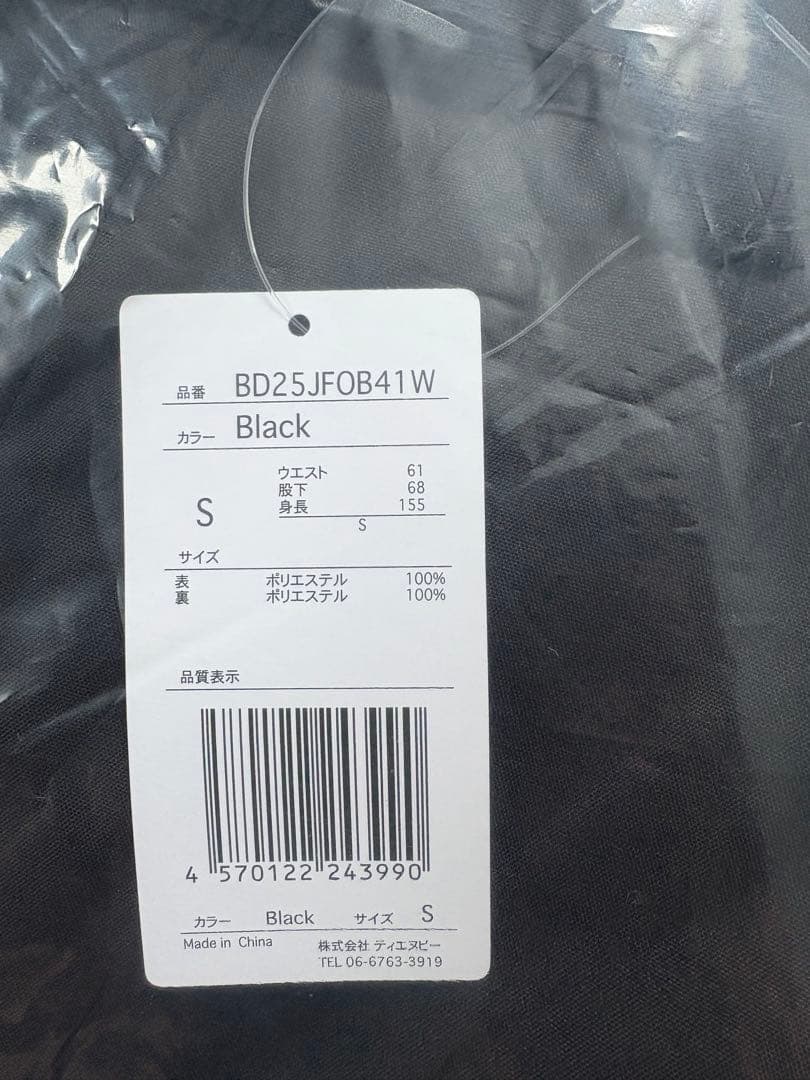 品番 BD25JFOB41W
カラー Black
ウエスト 61
股下 68
身長 155
S
S
サイズ
表 ポリエステル 100%
裏 ポリエステル 100%
品質表示
4 570122 243990
カラー Black サイズ S
Made in China 株式会社 ティエヌピー
TEL 06-6763-3919